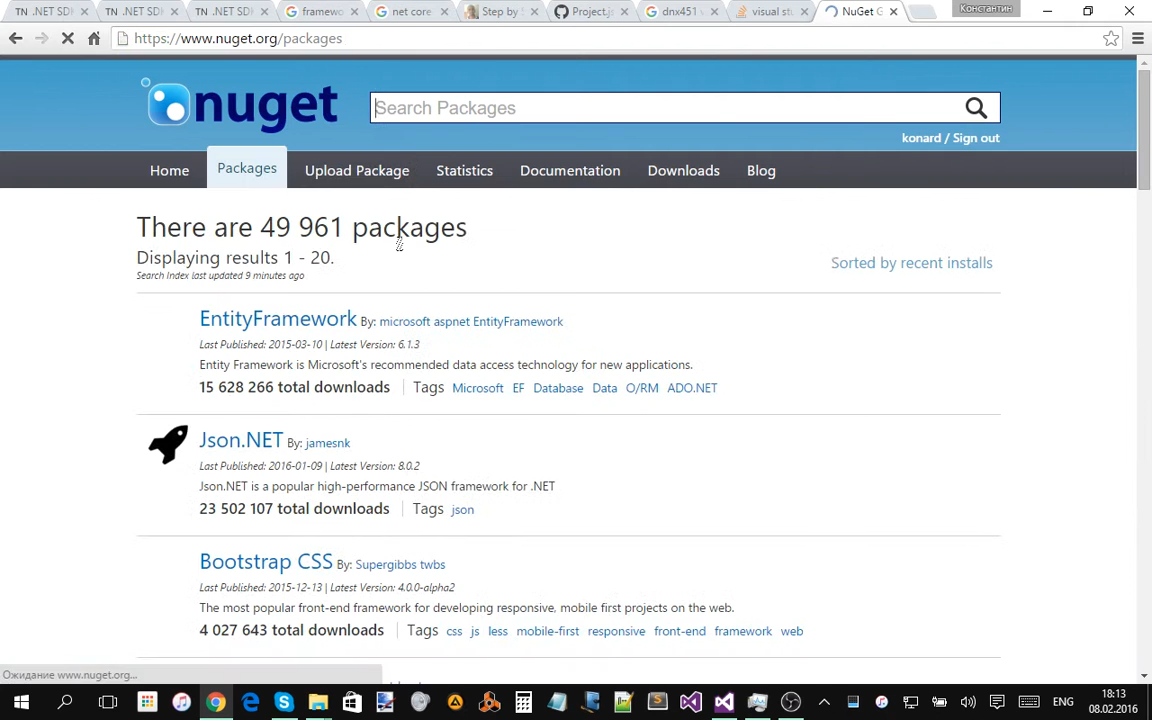 TN .NET SD
TN .NET SD
TN .NET SD
framewo
net core
Step by
Project.js
dnx451
visual stu
NuGet G
Константин
https://www.nuget.org/packages
nuget
Search Packages
konard / Sign out
Home Packages Upload Package Statistics Documentation Downloads Blog
There are 49 961 packages
Displaying results 1 - 20.
Sorted by recent installs
Search Index last updated 9 minutes ago
EntityFramework By: microsoft aspnet EntityFramework
Last Published: 2015-03-10 | Latest Version: 6.1.3
Entity Framework is Microsoft's recommended data access technology for new applications.
15 628 266 total downloads Tags Microsoft EF Database Data O/RM ADO.NET
Json.NET By: jamesnk
Last Published: 2016-01-09 | Latest Version: 8.0.2
Json.NET is a popular high-performance JSON framework for .NET
23 502 107 total downloads Tags json
Bootstrap CSS By: Supergibbs twbs
Last Published: 2015-12-13 | Latest Version: 4.0.0-alpha2
The most popular front-end framework for developing responsive, mobile first projects on the web.
4 027 643 total downloads Tags css js less mobile-first responsive front-end framework web
Ожидание www.nuget.org...
ENG
18:13
08.02.2016